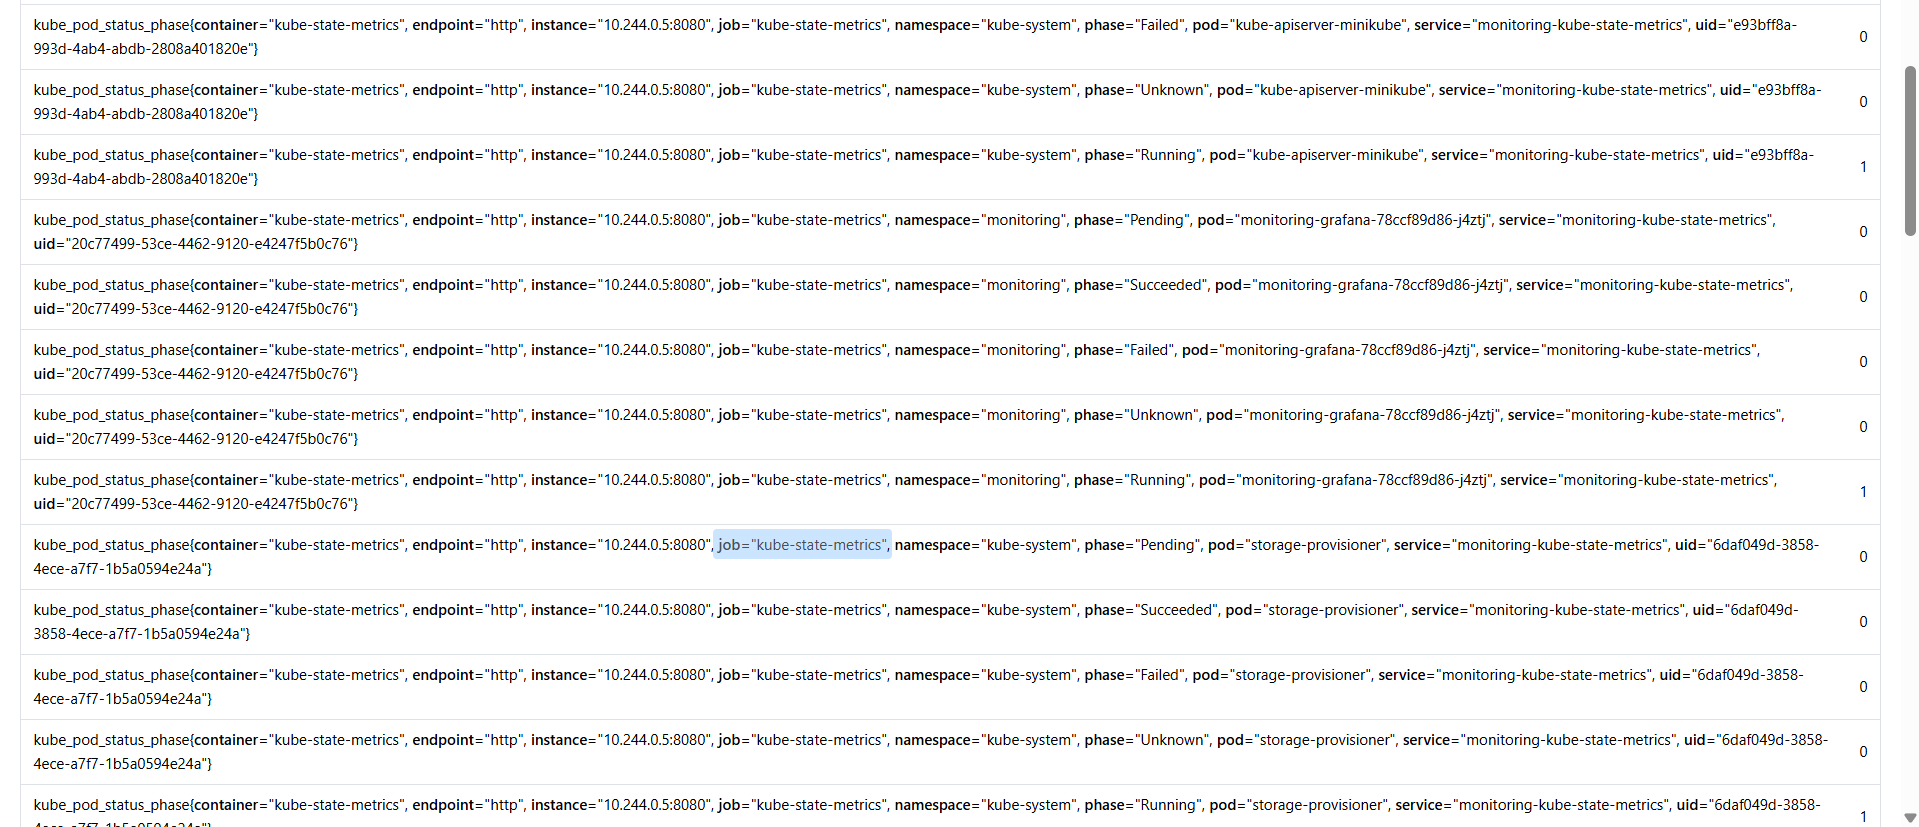 kube_pod_status_phase{container="kube-state-metrics", endpoint="http", instance="10.244.0.5:8080", job="kube-state-metrics", namespace="kube-system", phase="Failed", pod="kube-apiserver-minikube", service="monitoring-kube-state-metrics", uid="e93bff8a-
993d-4ab4-abdb-2808a401820e"}
0
kube_pod_status_phase{container="kube-state-metrics", endpoint="http", instance="10.244.0.5:8080", job="kube-state-metrics", namespace="kube-system", phase="Unknown", pod="kube-apiserver-minikube", service="monitoring-kube-state-metrics", uid="e93bff8a-
993d-4ab4-abdb-2808a401820e"}
0
kube_pod_status_phase{container="kube-state-metrics", endpoint="http", instance="10.244.0.5:8080", job="kube-state-metrics", namespace="kube-system", phase="Running", pod="kube-apiserver-minikube", service="monitoring-kube-state-metrics", uid="e93bff8a-
993d-4ab4-abdb-2808a401820e"}
1
kube_pod_status_phase{container="kube-state-metrics", endpoint="http", instance="10.244.0.5:8080", job="kube-state-metrics", namespace="monitoring", phase="Pending", pod="monitoring-grafana-78ccf89d86-j4ztj", service="monitoring-kube-state-metrics",
uid="20c77499-53ce-4462-9120-e4247f5b0c76"}
0
kube_pod_status_phase{container="kube-state-metrics", endpoint="http", instance="10.244.0.5:8080", job="kube-state-metrics", namespace="monitoring", phase="Succeeded", pod="monitoring-grafana-78ccf89d86-j4ztj", service="monitoring-kube-state-metrics",
uid="20c77499-53ce-4462-9120-e4247f5b0c76"}
0
kube_pod_status_phase{container="kube-state-metrics", endpoint="http", instance="10.244.0.5:8080", job="kube-state-metrics", namespace="monitoring", phase="Failed", pod="monitoring-grafana-78ccf89d86-j4ztj", service="monitoring-kube-state-metrics",
uid="20c77499-53ce-4462-9120-e4247f5b0c76"}
0
kube_pod_status_phase{container="kube-state-metrics", endpoint="http", instance="10.244.0.5:8080", job="kube-state-metrics", namespace="monitoring", phase="Unknown", pod="monitoring-grafana-78ccf89d86-j4ztj", service="monitoring-kube-state-metrics",
uid="20c77499-53ce-4462-9120-e4247f5b0c76"}
0
kube_pod_status_phase{container="kube-state-metrics", endpoint="http", instance="10.244.0.5:8080", job="kube-state-metrics", namespace="monitoring", phase="Running", pod="monitoring-grafana-78ccf89d86-j4ztj", service="monitoring-kube-state-metrics",
uid="20c77499-53ce-4462-9120-e4247f5b0c76"}
1
kube_pod_status_phase{container="kube-state-metrics", endpoint="http", instance="10.244.0.5:8080", job="kube-state-metrics", namespace="kube-system", phase="Pending", pod="storage-provisioner", service="monitoring-kube-state-metrics", uid="6daf049d-3858-
4ece-a7f7-1b5a0594e24a"}
0
kube_pod_status_phase{container="kube-state-metrics", endpoint="http", instance="10.244.0.5:8080", job="kube-state-metrics", namespace="kube-system", phase="Succeeded", pod="storage-provisioner", service="monitoring-kube-state-metrics", uid="6daf049d-
3858-4ece-a7f7-1b5a0594e24a"}
0
kube_pod_status_phase{container="kube-state-metrics", endpoint="http", instance="10.244.0.5:8080", job="kube-state-metrics", namespace="kube-system", phase="Failed", pod="storage-provisioner", service="monitoring-kube-state-metrics", uid="6daf049d-3858-
4ece-a7f7-1b5a0594e24a"}
0
kube_pod_status_phase{container="kube-state-metrics", endpoint="http", instance="10.244.0.5:8080", job="kube-state-metrics", namespace="kube-system", phase="Unknown", pod="storage-provisioner", service="monitoring-kube-state-metrics", uid="6daf049d-3858-
4ece-a7f7-1b5a0594e24a"}
0
kube_pod_status_phase{container="kube-state-metrics", endpoint="http", instance="10.244.0.5:8080", job="kube-state-metrics", namespace="kube-system", phase="Running", pod="storage-provisioner", service="monitoring-kube-state-metrics", uid="6daf049d-3858-
1